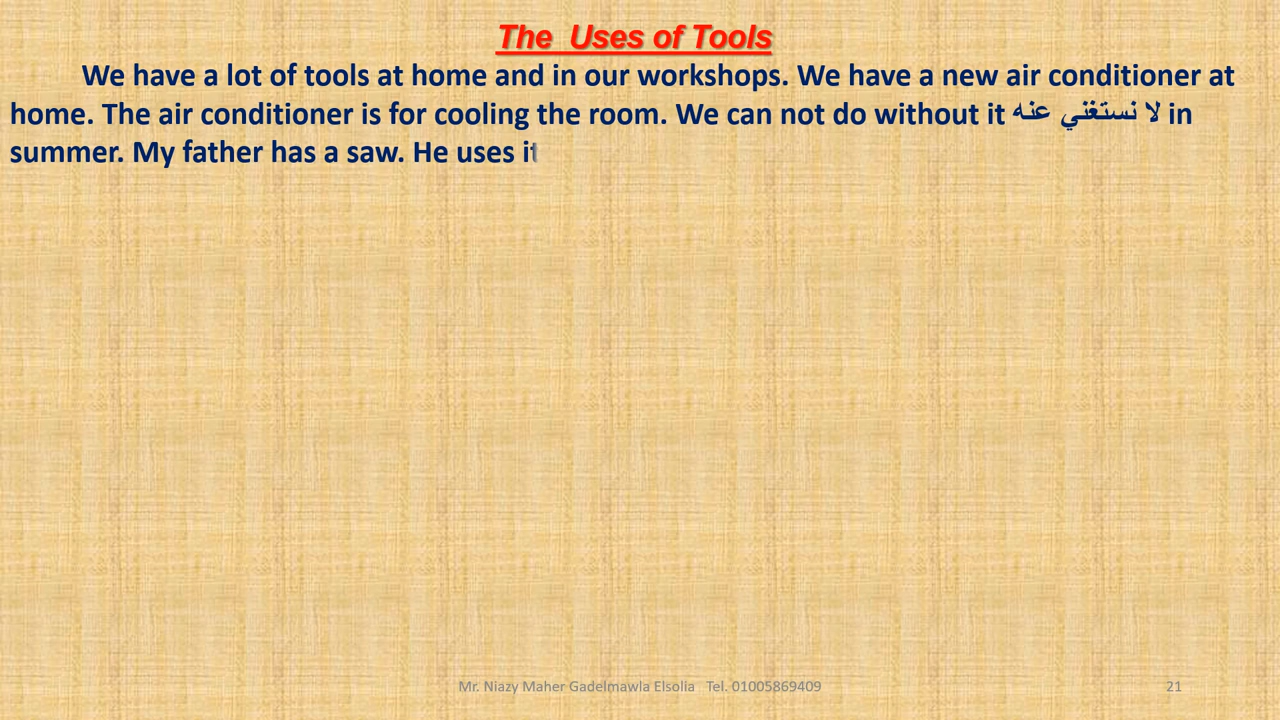 The Uses of Tools
We have a lot of tools at home and in our workshops. We have a new air conditioner at
home. The air conditioner is for cooling the room. We can not do without it لا نستغني عنه in
summer. My father has a saw. He uses it
Mr. Niazy Maher Gadelmawla Elsolia Tel. 01005869409 21